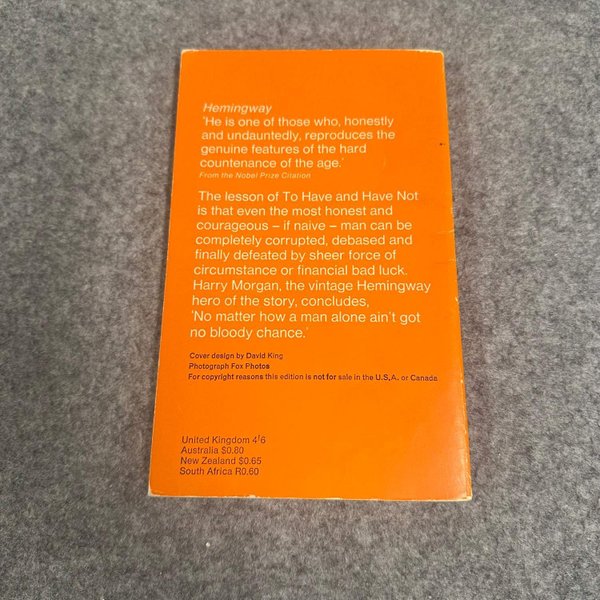 Hemingway
'He is one of those who, honestly
and undauntedly, reproduces the
genuine features of the hard
countenance of the age.'
From the Nobel Prize Citation
The lesson of To Have and Have Not
is that even the most honest and
courageous – if naive – man can be
completely corrupted, debased and
finally defeated by sheer force of
circumstance or financial bad luck.
Harry Morgan, the vintage Hemingway
hero of the story, concludes,
'No matter how a man alone ain't got
no bloody chance.'
Cover design by David King
Photograph Fox Photos
For copyright reasons this edition is not for sale in the U.S.A. or Canada
United Kingdom 4'6
Australia $0.80
New Zealand $0.65
South Africa R0.60